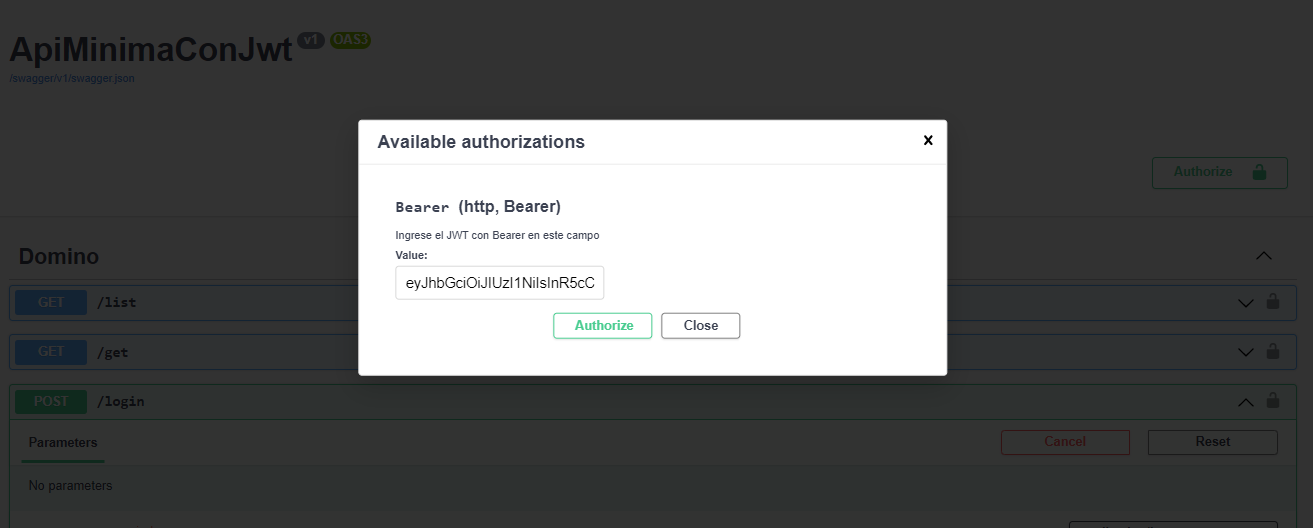 ApiMinimaConJwt v1 OAS3
/swagger/v1/swagger.json
Available authorizations x
Authorize
Bearer (http, Bearer)
Ingrese el JWT con Bearer en este campo
Value:
eyJhbGciOiJIUzI1NiIsInR5cC
Authorize Close
Domino
GET /list
GET /get
POST /login
Parameters
Cancel Reset
No parameters